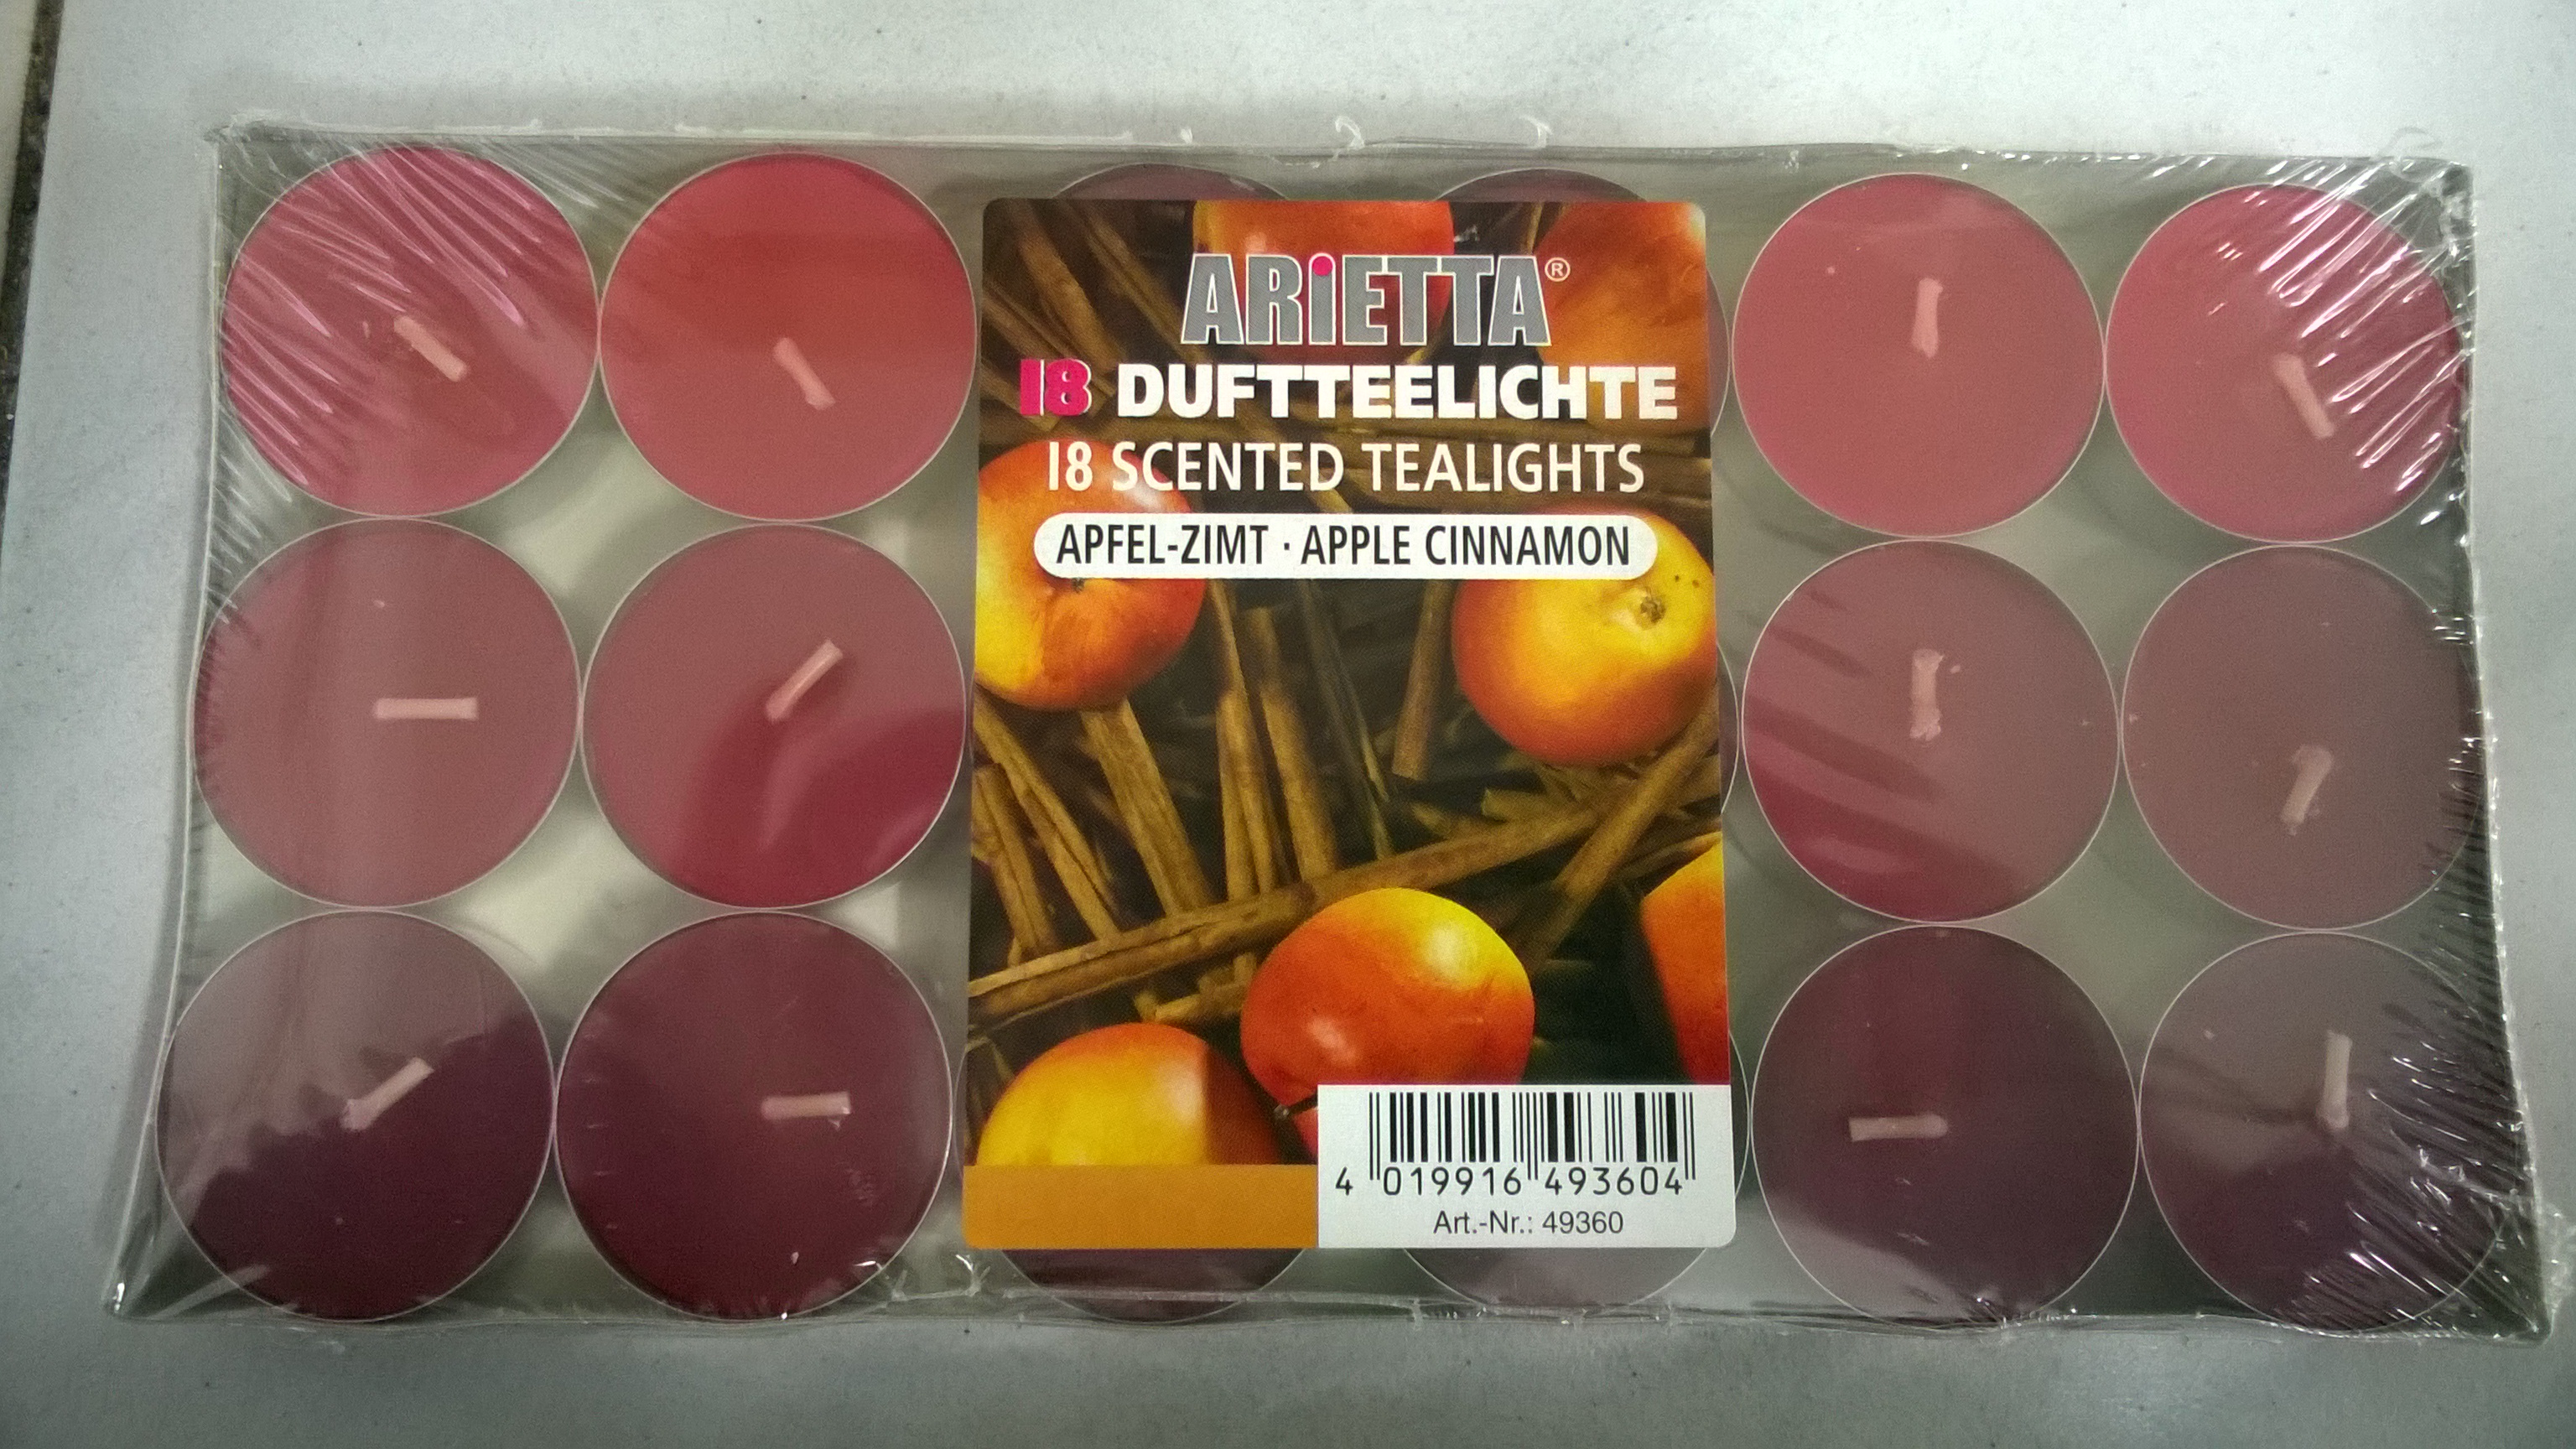 ARiETTA®
18 DUFTTEELICHTE
18 SCENTED TEALIGHTS
APFEL-ZIMT · APPLE CINNAMON
4 019916 493604
Art.-Nr.: 49360